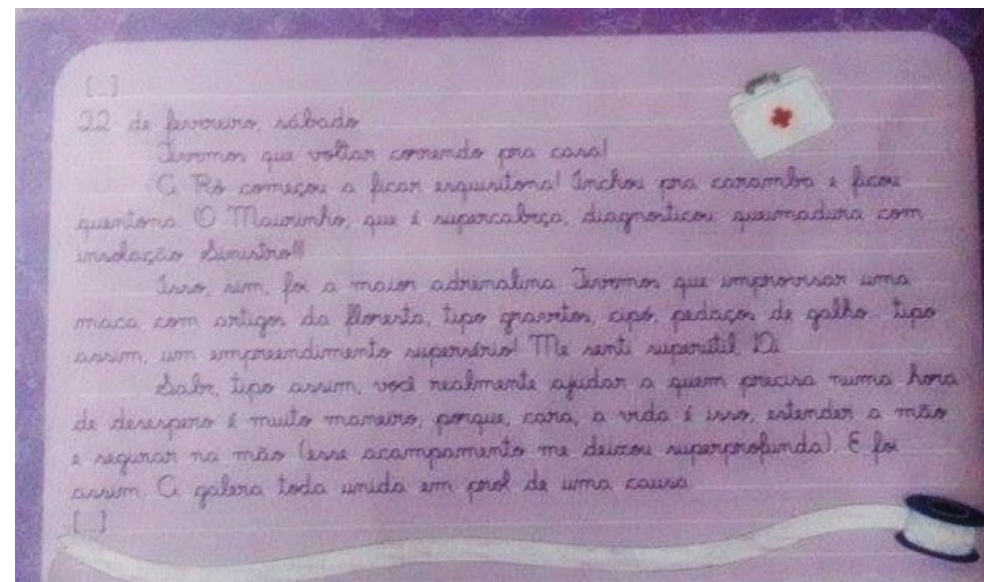 [...]
22 de fevereiro, sábado
Tivemos que voltar correndo pra casa!
A Rô começou a ficar esquisitona! Inchou pra caramba e ficou
quentona. O Maurinho, que é supercabeça, diagnosticou: queimadura com
insolação. Sinistro!!!
Isso, sim, foi a maior adrenalina. Tivemos que improvisar uma
maca com artigos da floresta, tipo gravetos, cipó, pedaços de galho... tipo
assim, um empreendimento supersério! Me senti superútil, Di.
Sabe, tipo assim, você realmente ajudar a quem precisa numa hora
de desespero é muito maneiro, porque, cara, a vida é isso, estender a mão
e segurar na mão (esse acampamento me deixou superprofunda). E foi
assim. A galera toda unida em prol de uma causa.
[...]